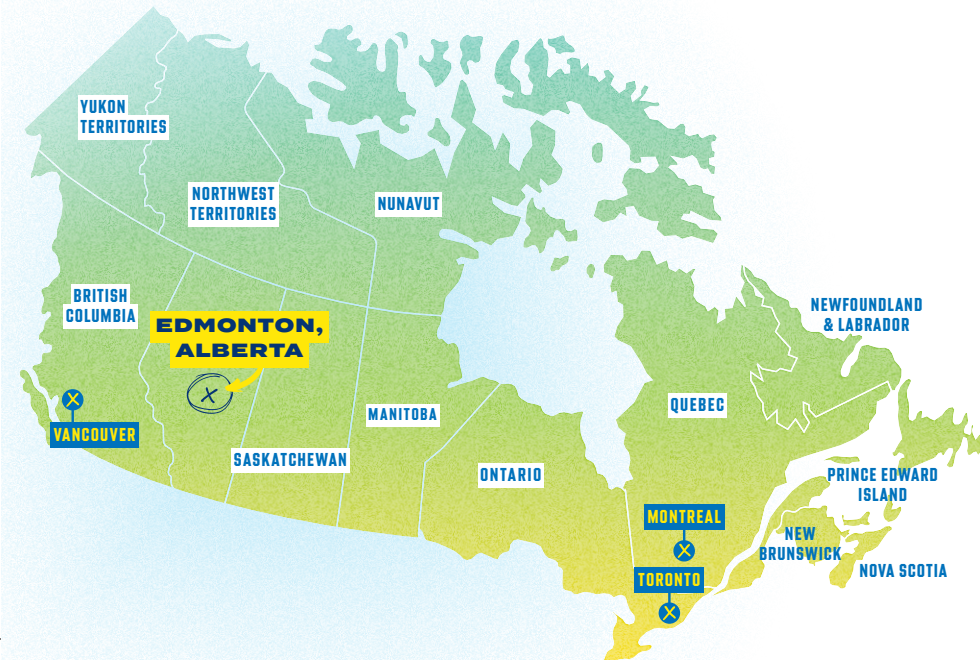 YUKON
TERRITORIES
NORTHWEST
TERRITORIES
NUNAVUT
BRITISH
COLUMBIA
EDMONTON,
ALBERTA
X
NEWFOUNDLAND
& LABRADOR
X
VANCOUVER
MANITOBA
QUEBEC
SASKATCHEWAN
ONTARIO
PRINCE EDWARD
ISLAND
MONTREAL
X
NEW
BRUNSWICK
NOVA SCOTIA
TORONTO
X